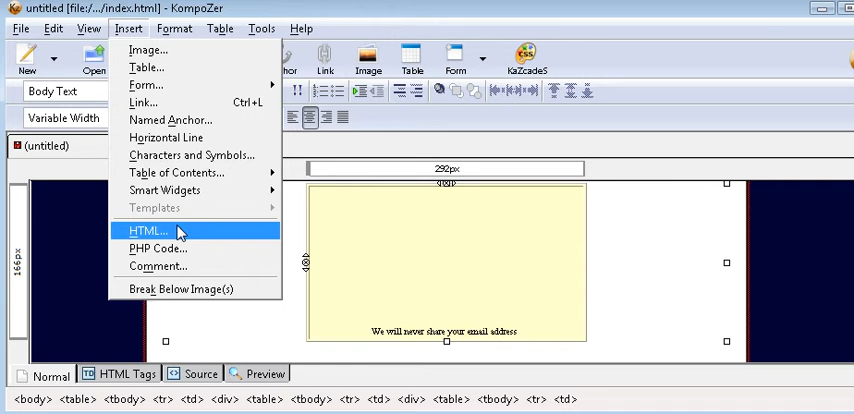 untitled [file:/.../index.html] - KompoZer
File Edit View Insert Format Table Tools Help
New Open Link Image Table Form KaZcadeS
Image...
Table...
Form...
Link... Ctrl+L
Named Anchor...
Horizontal Line
Characters and Symbols...
Table of Contents...
Smart Widgets
Templates
HTML...
PHP Code...
Comment...
Break Below Image(s)
Body Text
!!
Variable Width
(untitled)
292px
166px
We will never share your email address
Normal TD HTML Tags Source Preview
<body> <table> <tbody> <tr> <td> <div> <table> <tbody> <tr> <td> <div> <table> <tbody> <tr> <td>